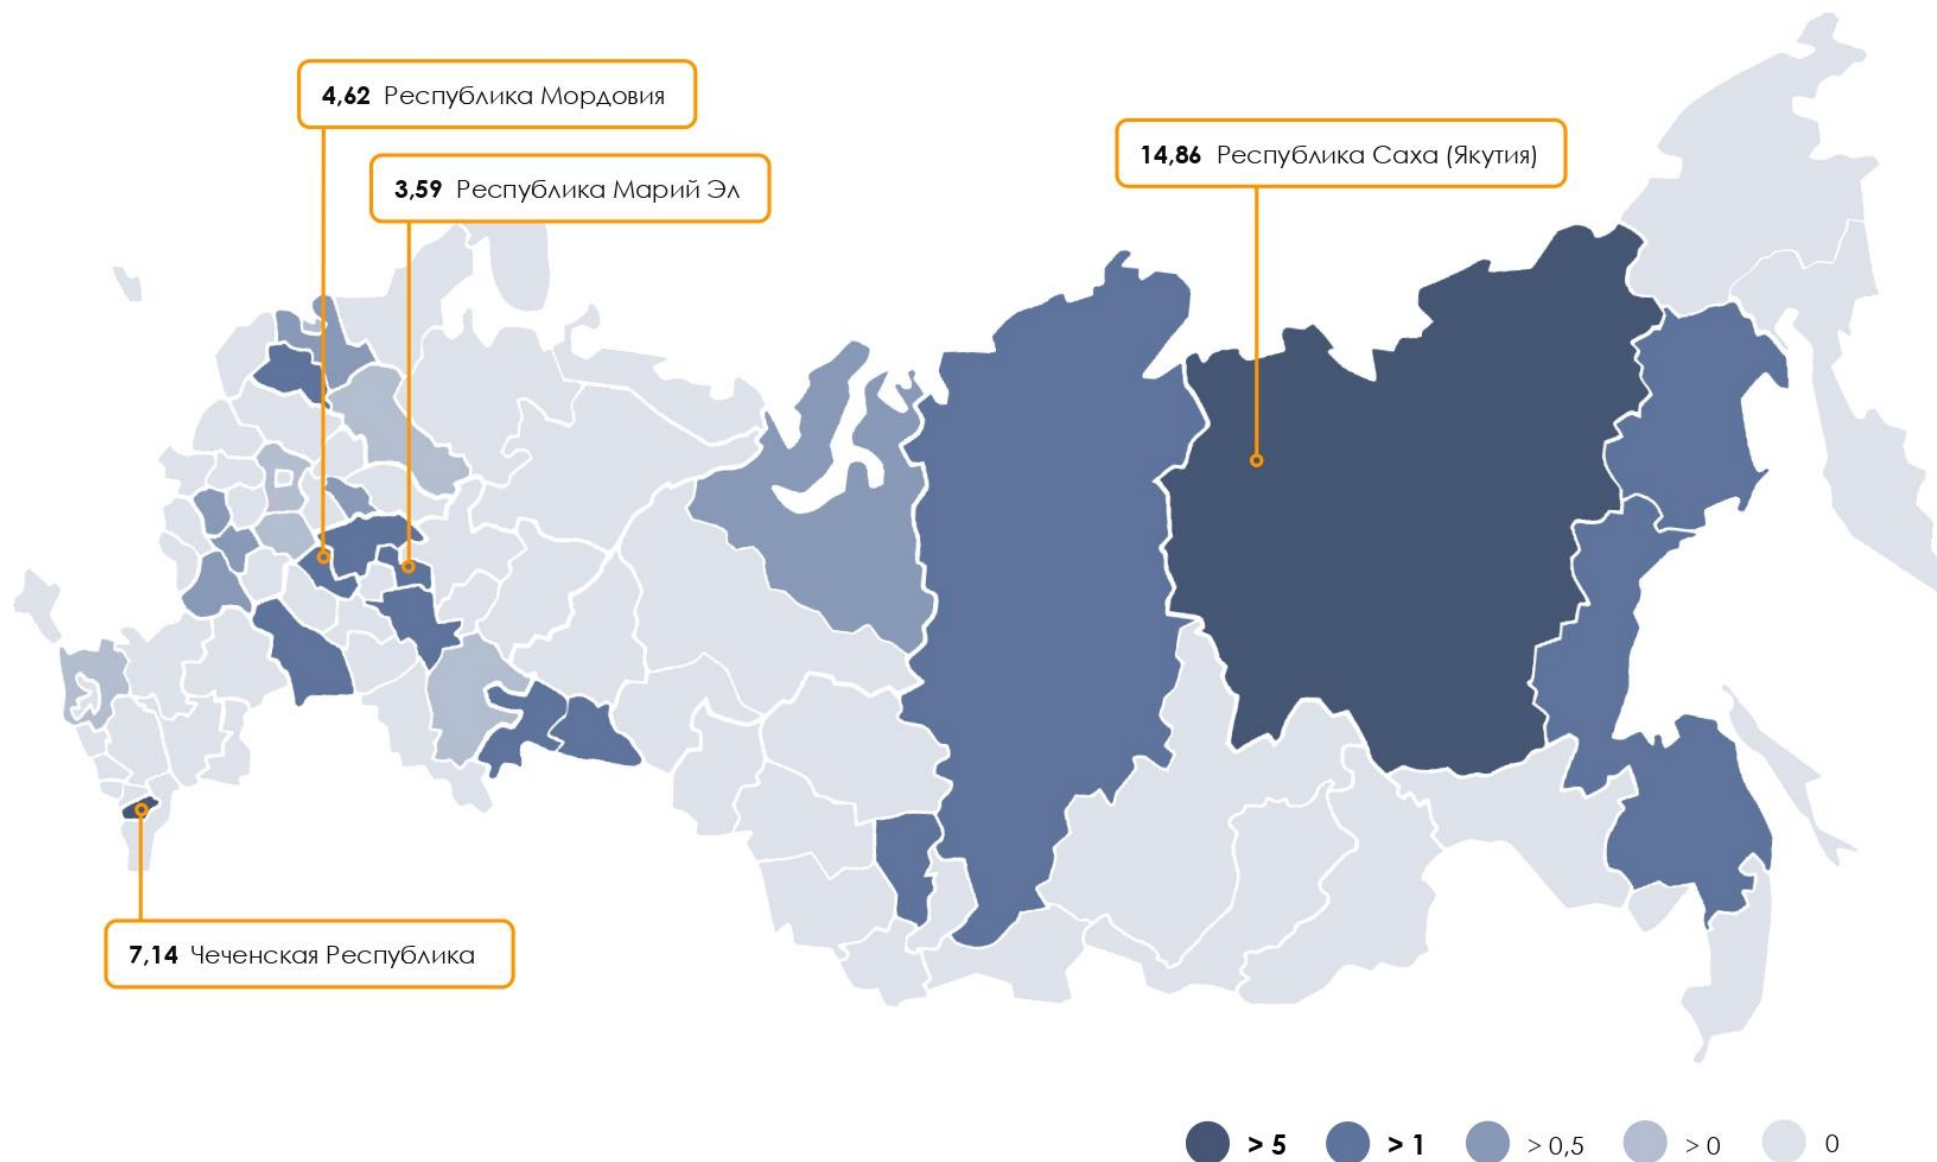 4,62 Республика Мордовия
3,59 Республика Марий Эл
14,86 Республика Саха (Якутия)
7,14 Чеченская Республика
> 5 > 1 > 0,5 > 0 0